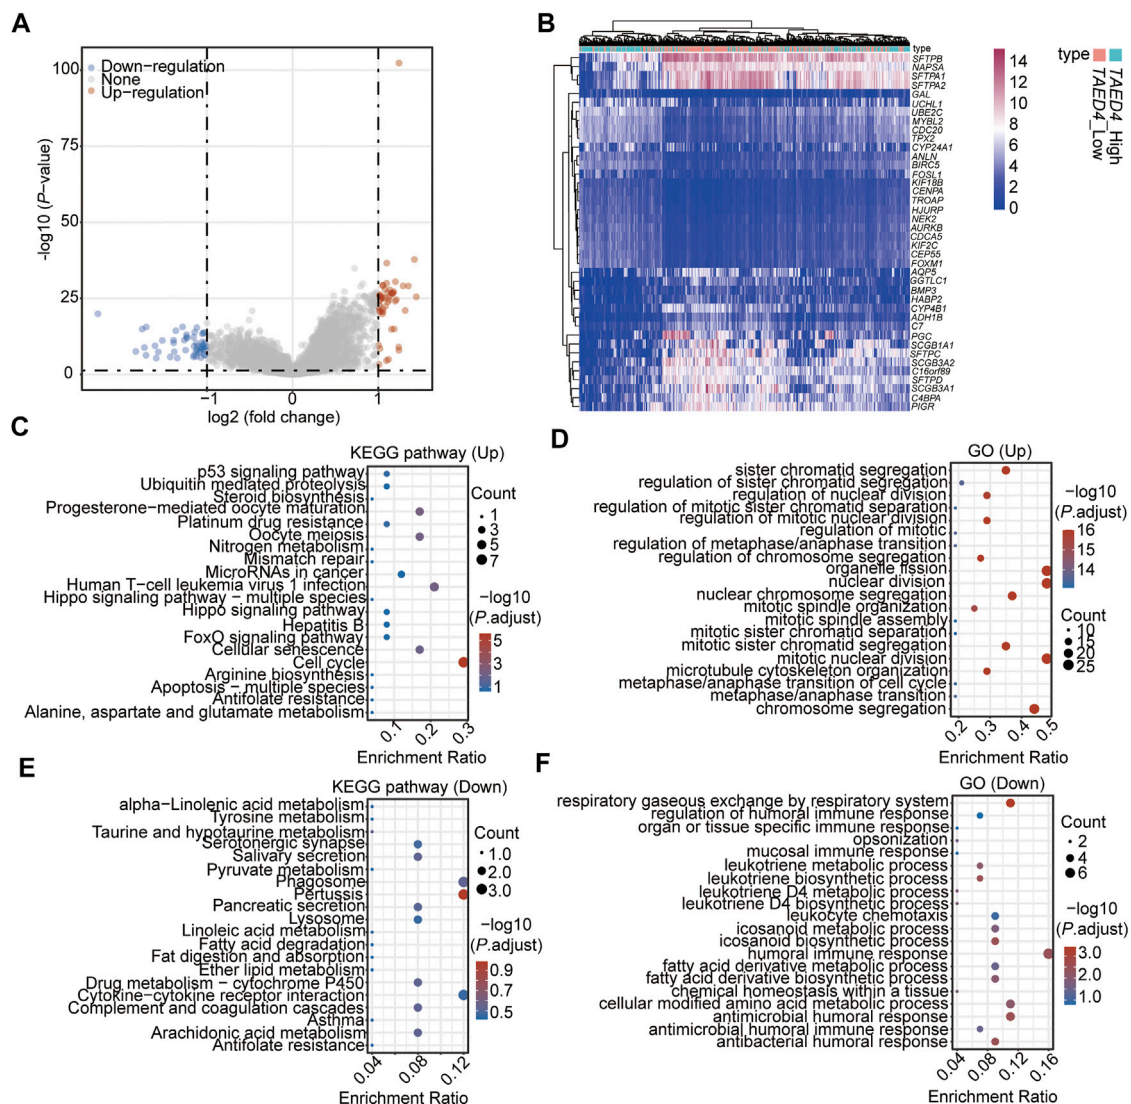 A
Down-regulation
None
Up-regulation
100
75
50
25
0
-log10 (P-value)
−1
0
1
log2 (fold change)
B
type
SFTPB
NAPSA
SFTPA1
SFTPA2
GAL
UCHL1
UBE2C
MYBL2
CDC20
TPX2
CYP24A1
ANLN
BIRC5
FOSL1
KIF18B
CENPA
TROAP
HJURP
NEK2
AURKB
CDCA5
KIF2C
CEP55
FOXM1
AQP5
GGTLC1
BMP3
HABP2
CYP4B1
ADH1B
C7
PGC
SCGB1A1
SFTPC
SCGB3A2
C16orf89
SFTPD
SCGB3A1
C4BPA
PIGR
14
12
10
8
6
4
2
0
type
TAED4_High
TAED4_Low
C
KEGG pathway (Up)
p53 signaling pathway
Ubiquitin mediated proteolysis
Steroid biosynthesis
Progesterone−mediated oocyte maturation
Platinum drug resistance
Oocyte meiosis
Nitrogen metabolism
Mismatch repair
MicroRNAs in cancer
Human T−cell leukemia virus 1 infection
Hippo signaling pathway − multiple species
Hippo signaling pathway
Hepatitis B
FoxO signaling pathway
Cellular senescence
Cell cycle
Arginine biosynthesis
Apoptosis − multiple species
Antifolate resistance
Alanine, aspartate and glutamate metabolism
0.1
0.2
0.3
Enrichment Ratio
Count
1
3
5
7
−log10
(P.adjust)
5
3
1
D
GO (Up)
sister chromatid segregation
regulation of sister chromatid segregation
regulation of nuclear division
regulation of mitotic sister chromatid separation
regulation of mitotic nuclear division
regulation of mitotic
regulation of metaphase/anaphase transition
regulation of chromosome segregation
organelle fission
nuclear division
nuclear chromosome segregation
mitotic spindle organization
mitotic spindle assembly
mitotic sister chromatid separation
mitotic sister chromatid segregation
mitotic nuclear division
microtubule cytoskeleton organization
metaphase/anaphase transition of cell cycle
metaphase/anaphase transition
chromosome segregation
0.2
0.3
0.4
0.5
Enrichment Ratio
−log10
(P.adjust)
16
15
14
Count
10
15
20
25
E
KEGG pathway (Down)
alpha−Linolenic acid metabolism
Tyrosine metabolism
Taurine and hypotaurine metabolism
Serotonergic synapse
Salivary secretion
Pyruvate metabolism
Phagosome
Pertussis
Pancreatic secretion
Lysosome
Linoleic acid metabolism
Fatty acid degradation
Fat digestion and absorption
Ether lipid metabolism
Drug metabolism − cytochrome P450
Cytokine−cytokine receptor interaction
Complement and coagulation cascades
Asthma
Arachidonic acid metabolism
Antifolate resistance
0.04
0.08
0.12
Enrichment Ratio
Count
1.0
2.0
3.0
−log10
(P.adjust)
0.9
0.7
0.5
F
GO (Down)
respiratory gaseous exchange by respiratory system
regulation of humoral immune response
organ or tissue specific immune response
opsonization
mucosal immune response
leukotriene metabolic process
leukotriene biosynthetic process
leukotriene D4 metabolic process
leukotriene D4 biosynthetic process
leukocyte chemotaxis
icosanoid metabolic process
icosanoid biosynthetic process
humoral immune response
fatty acid derivative metabolic process
fatty acid derivative biosynthetic process
chemical homeostasis within a tissue
cellular modified amino acid metabolic process
antimicrobial humoral response
antimicrobial humoral immune response
antibacterial humoral response
0.04
0.08
0.12
0.16
Enrichment Ratio
Count
2
4
6
−log10
(P.adjust)
3.0
2.0
1.0